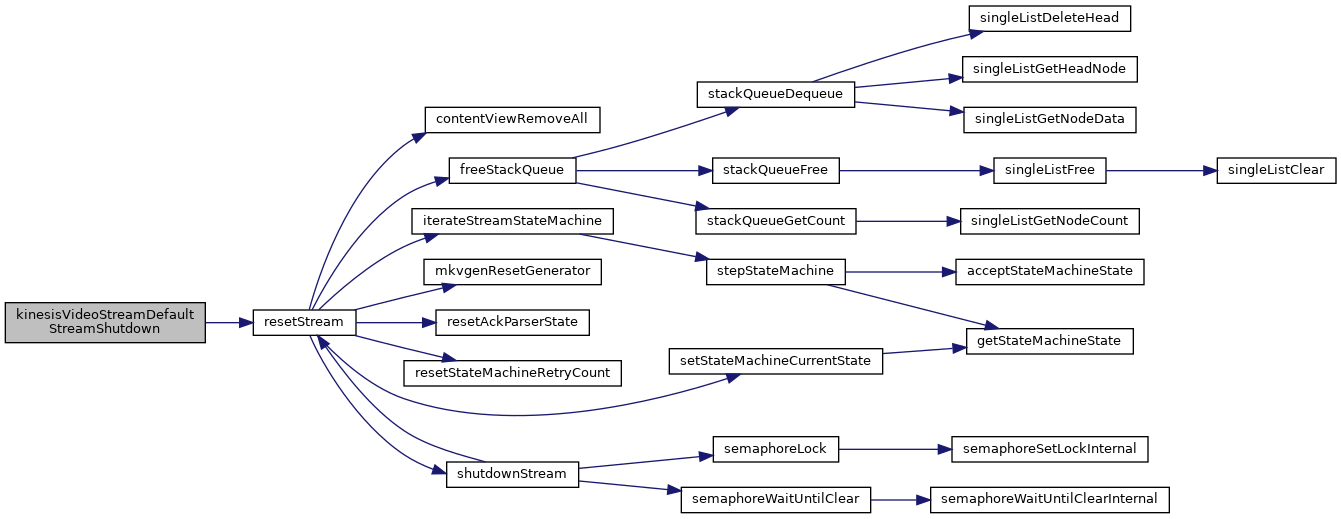 kinesisVideoStreamDefault
StreamShutdown
resetStream
contentViewRemoveAll
freeStackQueue
iterateStreamStateMachine
mkvgenResetGenerator
resetAckParserState
resetStateMachineRetryCount
setStateMachineCurrentState
shutdownStream
stackQueueDequeue
stackQueueFree
stackQueueGetCount
stepStateMachine
semaphoreLock
semaphoreWaitUntilClear
singleListDeleteHead
singleListGetHeadNode
singleListGetNodeData
singleListFree
singleListClear
singleListGetNodeCount
acceptStateMachineState
getStateMachineState
semaphoreSetLockInternal
semaphoreWaitUntilClearInternal